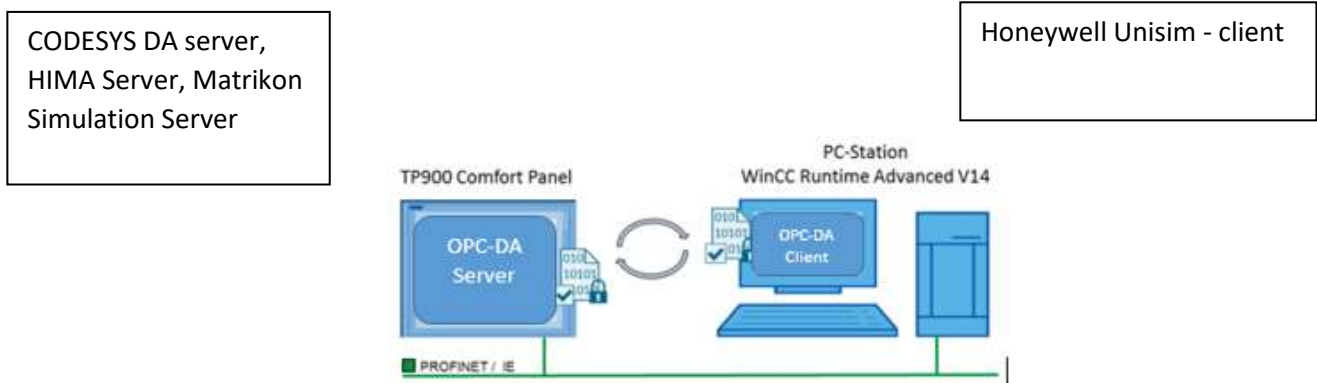 CODESYS DA server,
HIMA Server, Matrikon
Simulation Server
Honeywell Unisim - client
TP900 Comfort Panel
PC-Station
WinCC Runtime Advanced V14
OPC-DA
Server
OPC-DA
Client
PROFINET / IE